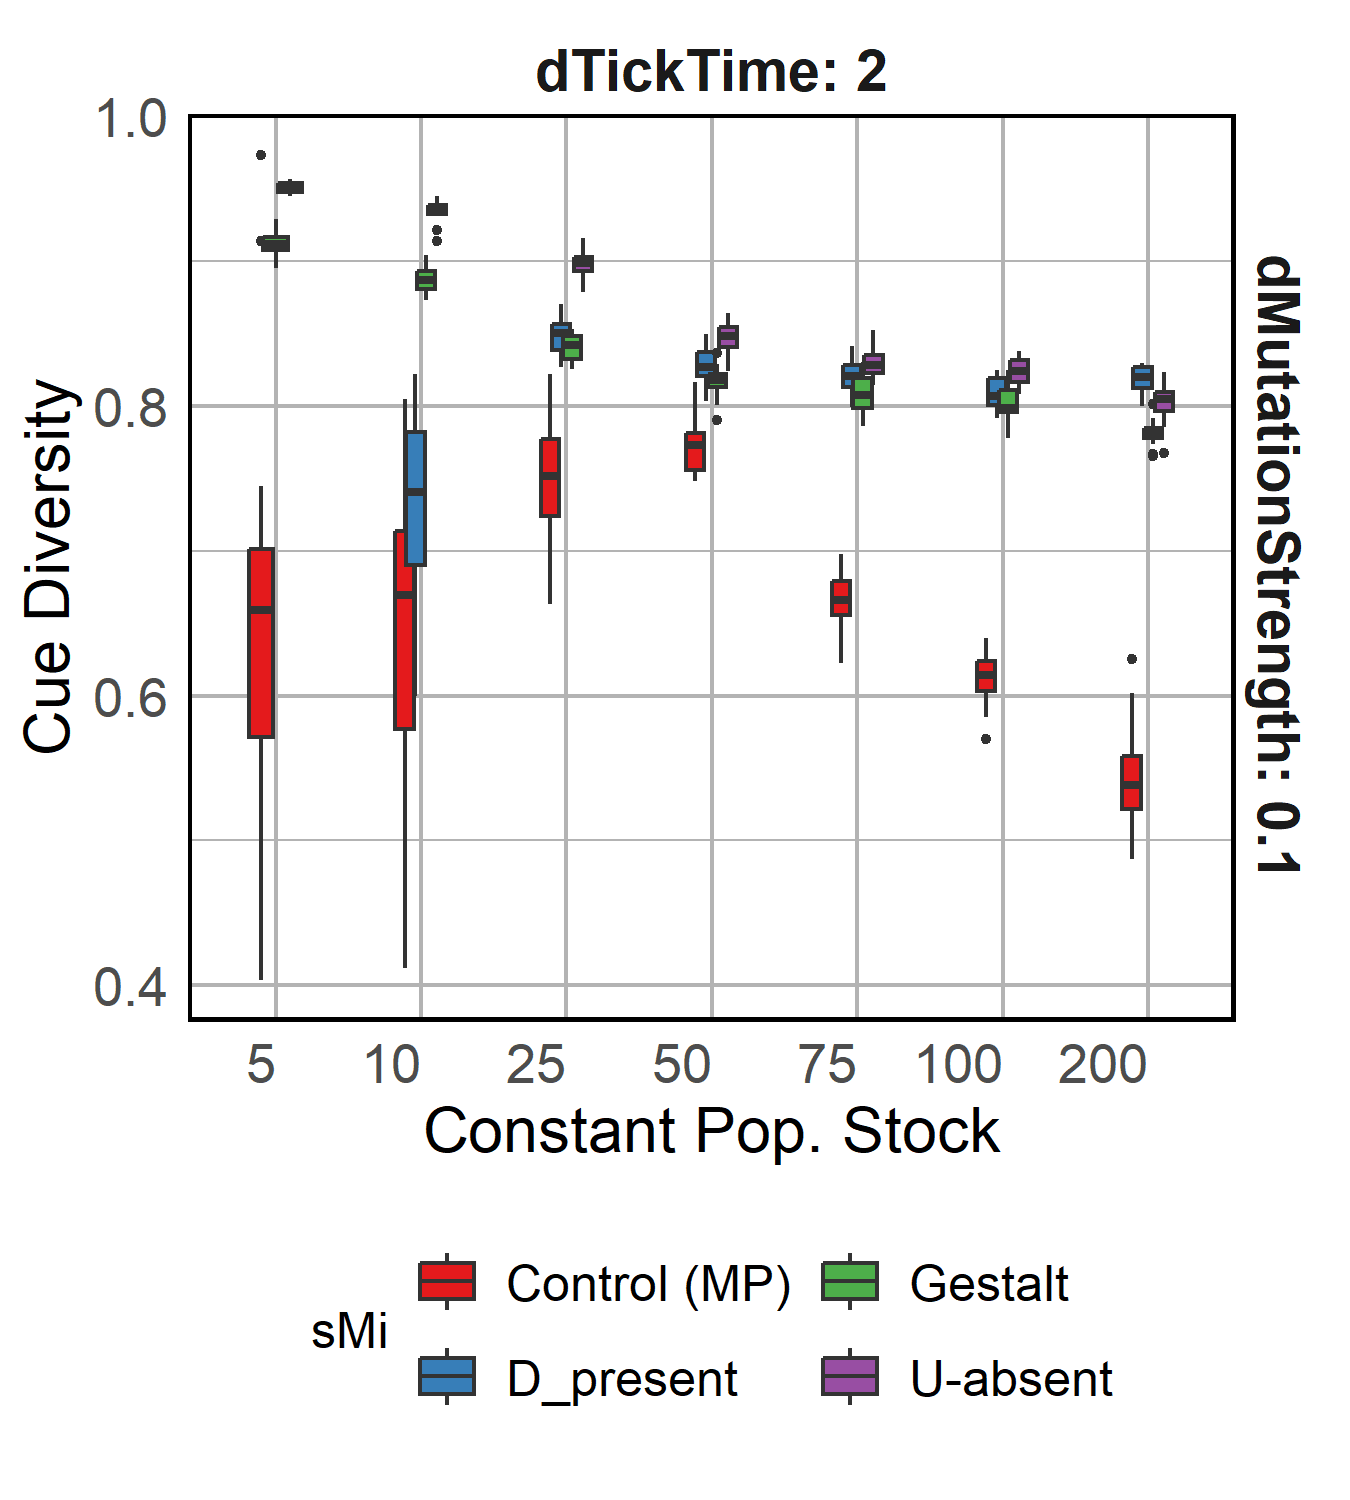 dTickTime: 2
1.0
0.8
0.6
0.4
Cue Diversity
dMutationStrength: 0.1
5 10 25 50 75 100 200
Constant Pop. Stock
sMi
Control (MP) Gestalt
D_present U-absent